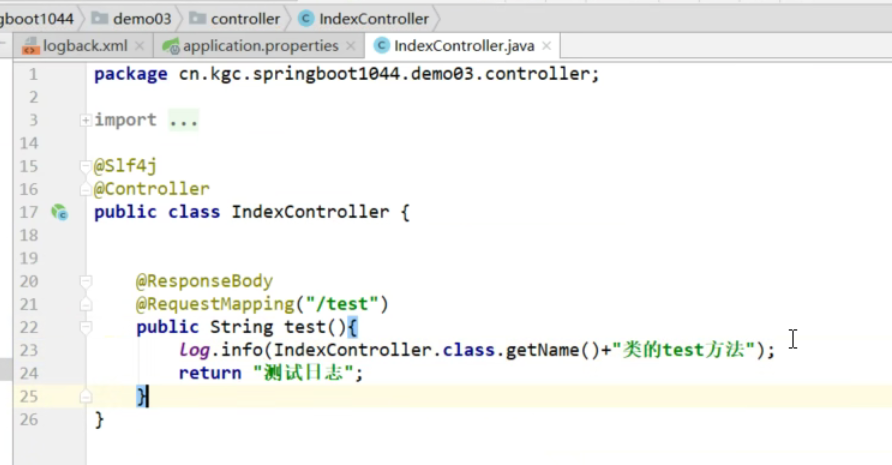 gboot1044 demo03 controller IndexController
logback.xml application.properties IndexController.java
1 package cn.kgc.springboot1044.demo03.controller;
2
3 import ...
14
15 @Slf4j
16 @Controller
17 public class IndexController {
18
19
20 @ResponseBody
21 @RequestMapping("/test")
22 public String test(){
23 log.info(IndexController.class.getName()+"类的test方法");
24 return "测试日志";
25 }
26 }